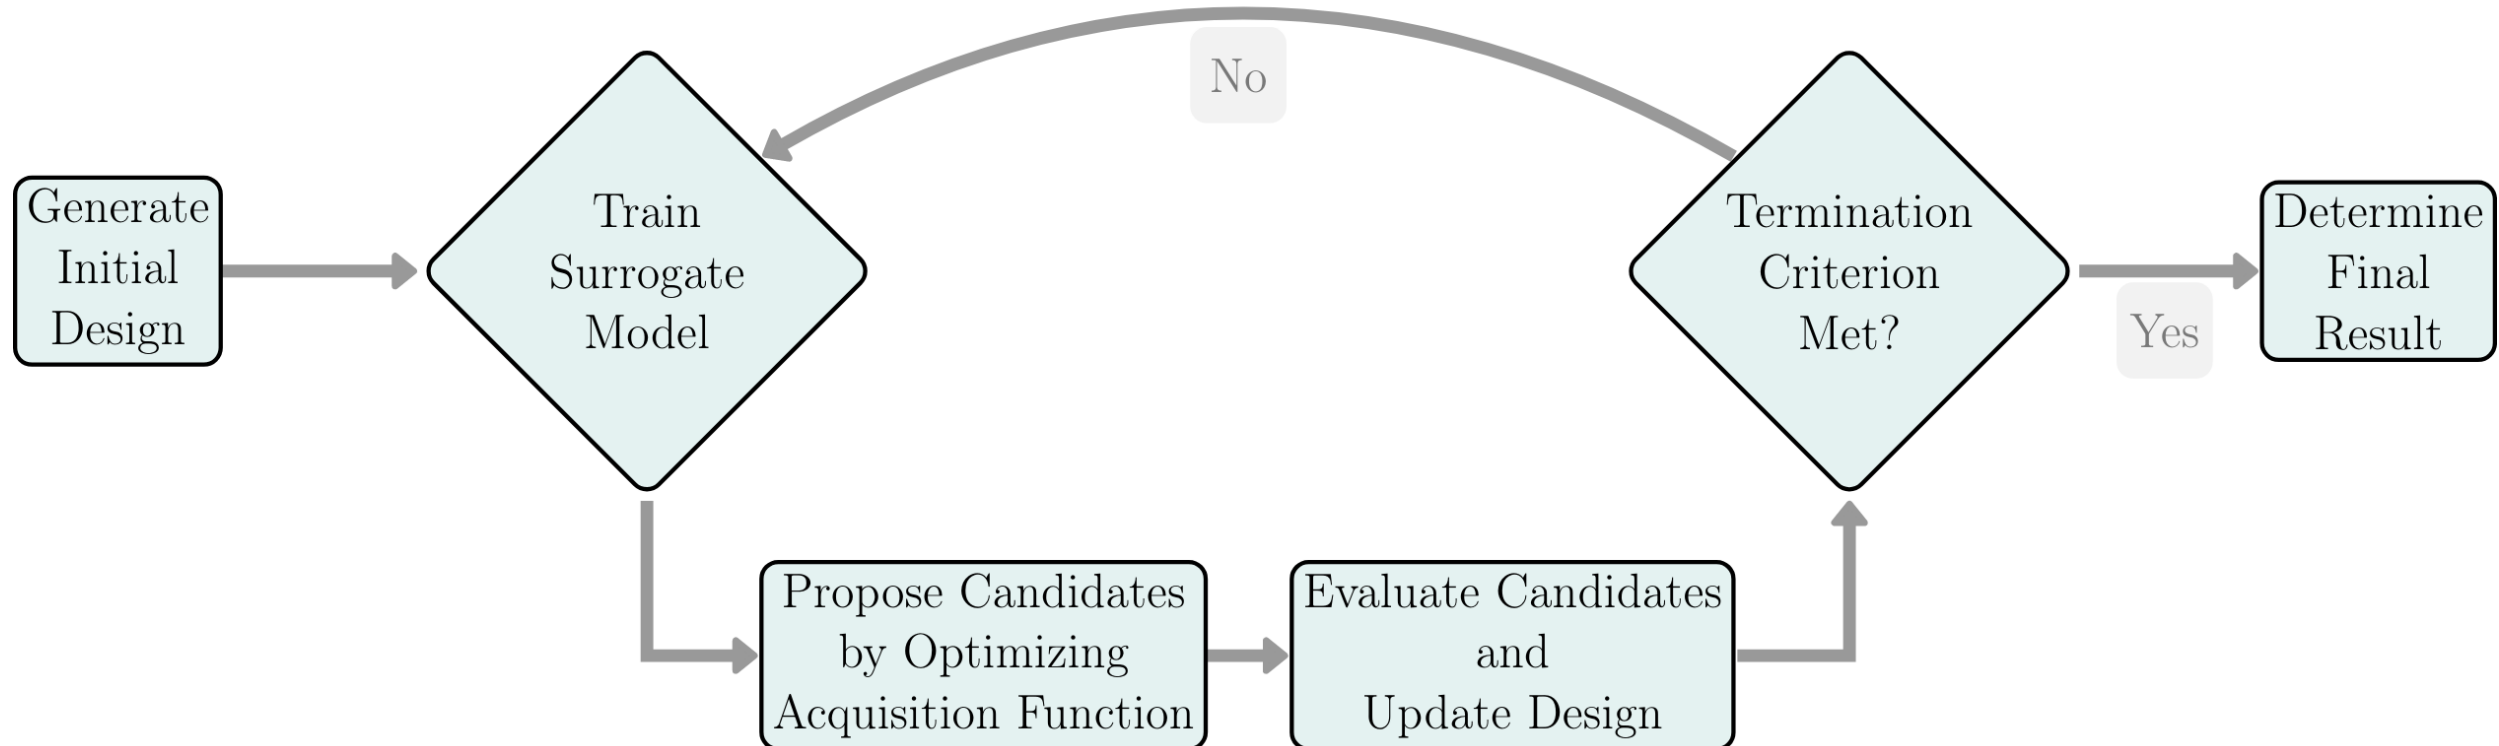 Generate
Initial
Design
Train
Surrogate
Model
Propose Candidates
by Optimizing
Acquisition Function
Evaluate Candidates
and
Update Design
Termination
Criterion
Met?
No
Yes
Determine
Final
Result